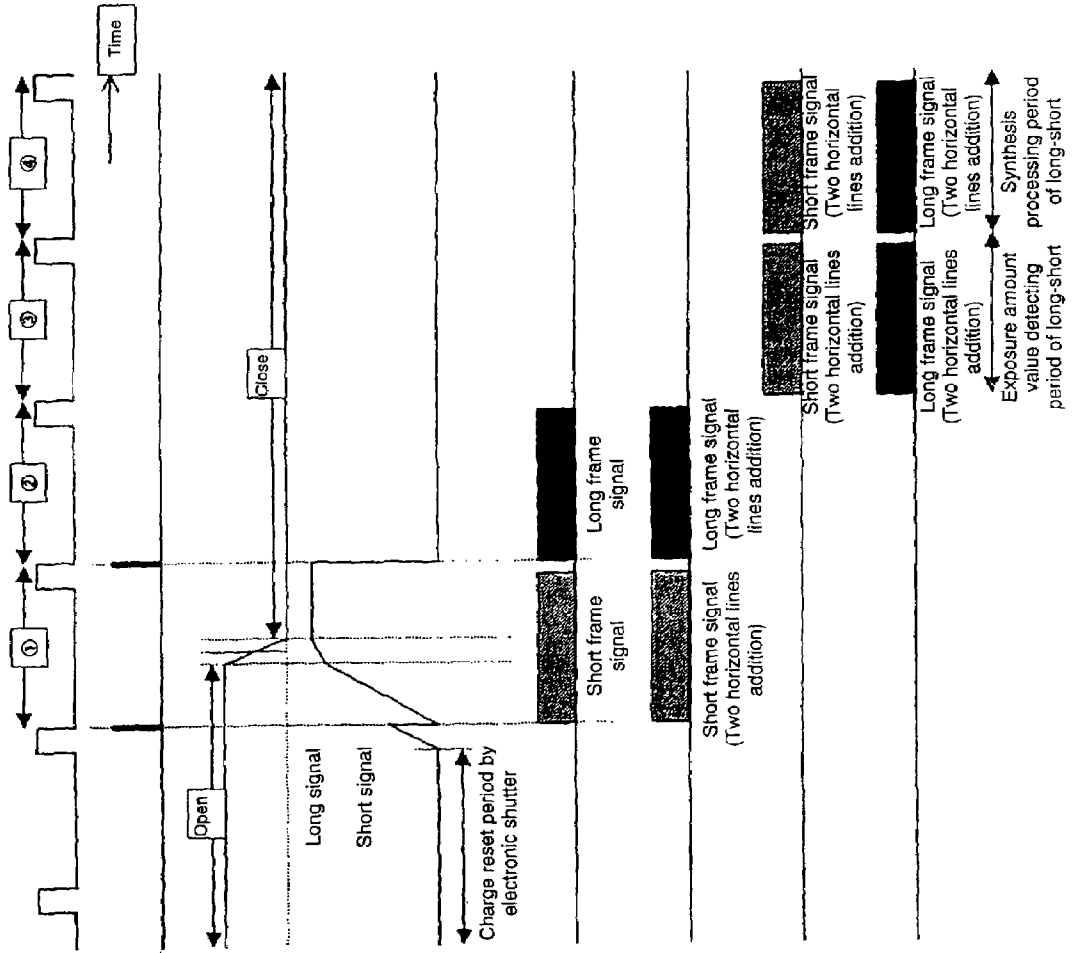 ①
②
③
④
Time
Open
Close
Long signal
Short signal
Charge reset period by
electronic shutter
Short frame
signal
Long frame
signal
Short frame signal
(Two horizontal lines
addition)
Long frame signal
(Two horizontal
lines addition)
Short frame signal
(Two horizontal lines
addition)
Short frame signal
(Two horizontal
lines addition)
Long frame signal
(Two horizontal lines
addition)
Long frame signal
(Two horizontal
lines addition)
Exposure amount
value detecting
period of long-short
Synthesis
processing period
of long-short